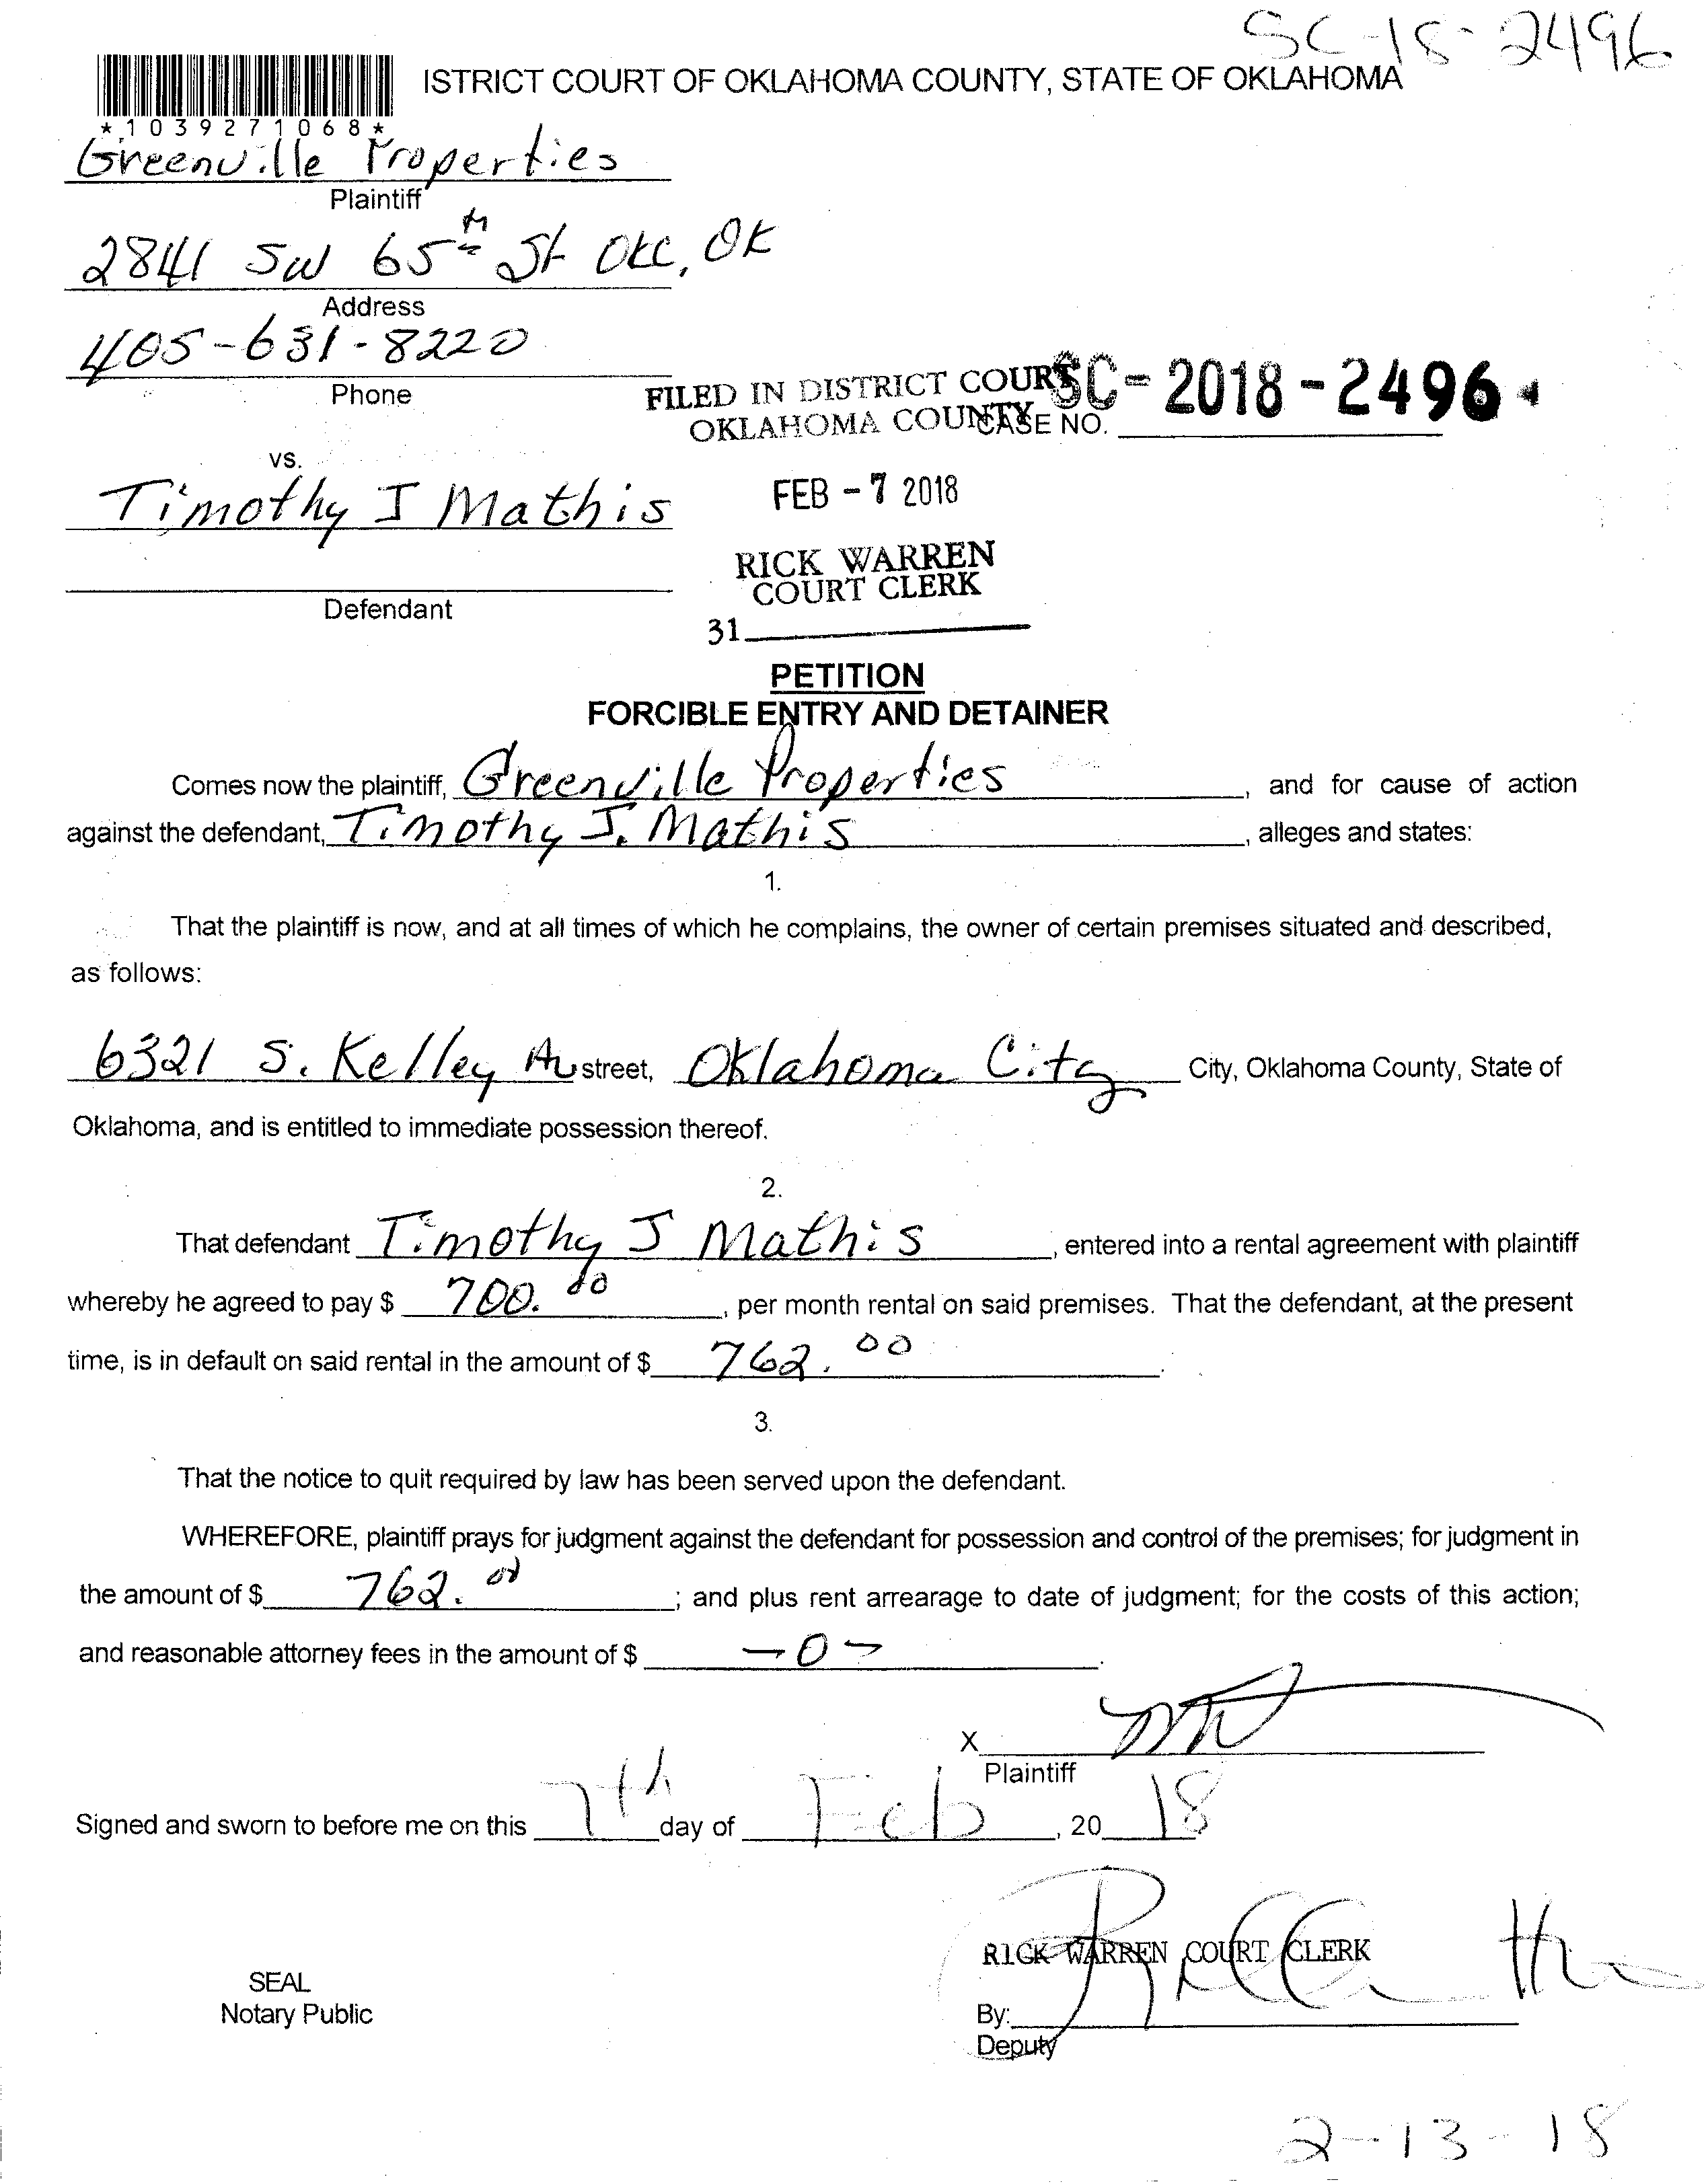 SC-18-2496
ISTRICT COURT OF OKLAHOMA COUNTY, STATE OF OKLAHOMA
*1039271068*
Greenville Properties
Plaintiff
2841 SW 65th St OKC, OK
Address
405-631-8220
Phone
FILED IN DISTRICT COURT
OKLAHOMA COUNTY
CASE NO. SC-2018-2496
vs.
Timothy J Mathis
Defendant
FEB -7 2018
RICK WARREN
COURT CLERK
31
PETITION
FORCIBLE ENTRY AND DETAINER
Comes now the plaintiff, Greenville Properties, and for cause of action
against the defendant, Timothy J. Mathis, alleges and states:
1.
That the plaintiff is now, and at all times of which he complains, the owner of certain premises situated and described,
as follows:
6321 S. Kelley Av street, Oklahoma City City, Oklahoma County, State of
Oklahoma, and is entitled to immediate possession thereof.
2.
That defendant Timothy J Mathis, entered into a rental agreement with plaintiff
whereby he agreed to pay $ 700.00, per month rental on said premises. That the defendant, at the present
time, is in default on said rental in the amount of $ 762.00.
3.
That the notice to quit required by law has been served upon the defendant.
WHEREFORE, plaintiff prays for judgment against the defendant for possession and control of the premises; for judgment in
the amount of $ 762.00; and plus rent arrearage to date of judgment; for the costs of this action;
and reasonable attorney fees in the amount of $ -0-.
X
Plaintiff
Signed and sworn to before me on this 7th day of Feb, 2018
RICK WARREN COURT CLERK
SEAL
Notary Public
By:
Deputy
2-13-18